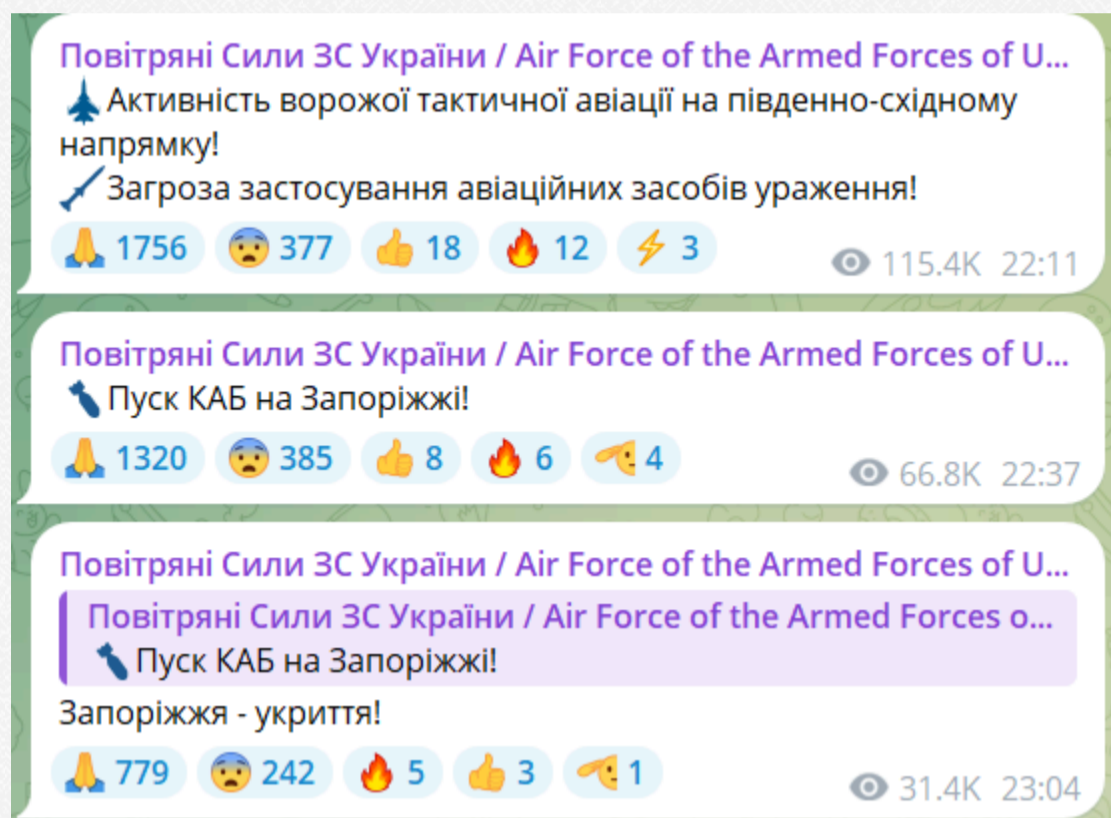 Повітряні Сили ЗС України / Air Force of the Armed Forces of U...
Активність ворожої тактичної авіації на південно-східному
напрямку!
Загроза застосування авіаційних засобів ураження!
1756 377 18 12 3
115.4K 22:11
Повітряні Сили ЗС України / Air Force of the Armed Forces of U...
Пуск КАБ на Запоріжжі!
1320 385 8 6 4
66.8K 22:37
Повітряні Сили ЗС України / Air Force of the Armed Forces of U...
Повітряні Сили ЗС України / Air Force of the Armed Forces o...
Пуск КАБ на Запоріжжі!
Запоріжжя - укриття!
779 242 5 3 1
31.4K 23:04